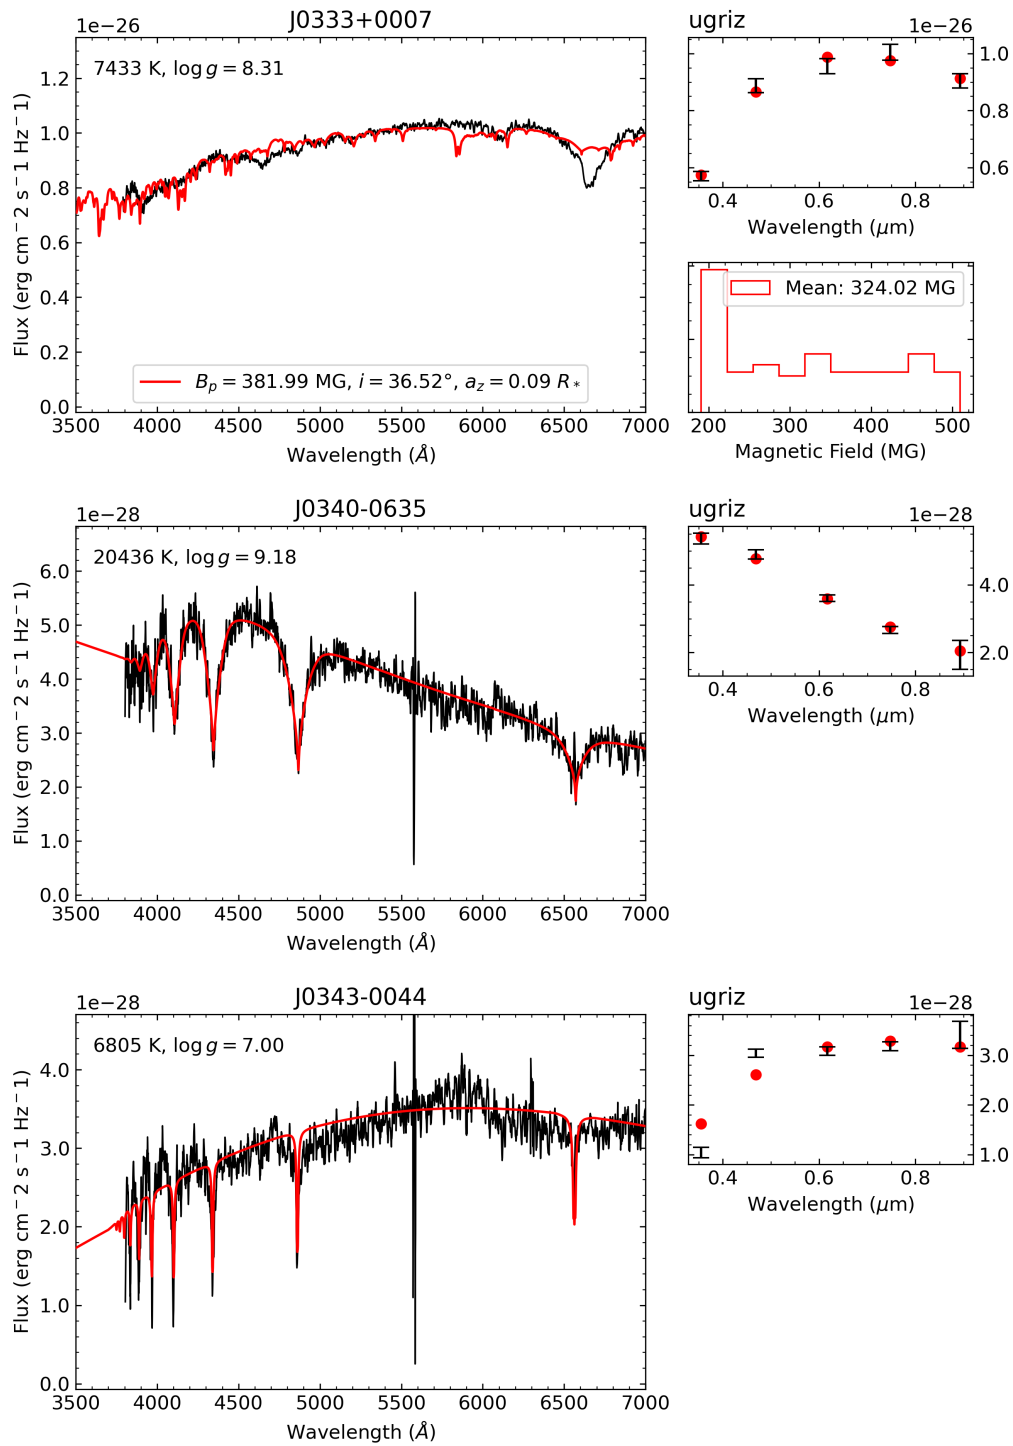 J0333+0007
1e−26
7433 K, log g = 8.31
1.2
1.0
0.8
0.6
0.4
0.2
0.0
Flux (erg cm−2 s−1 Hz−1)
B_p = 381.99 MG, i = 36.52°, a_z = 0.09 R_*
3500 4000 4500 5000 5500 6000 6500 7000
Wavelength (Å)
ugriz
1e−26
1.0
0.8
0.6
0.4 0.6 0.8
Wavelength (μm)
Mean: 324.02 MG
200 300 400 500
Magnetic Field (MG)
J0340-0635
1e−28
20436 K, log g = 9.18
6.0
5.0
4.0
3.0
2.0
1.0
0.0
Flux (erg cm−2 s−1 Hz−1)
3500 4000 4500 5000 5500 6000 6500 7000
Wavelength (Å)
ugriz
1e−28
4.0
2.0
0.4 0.6 0.8
Wavelength (μm)
J0343-0044
1e−28
6805 K, log g = 7.00
4.0
3.0
2.0
1.0
0.0
Flux (erg cm−2 s−1 Hz−1)
3500 4000 4500 5000 5500 6000 6500 7000
Wavelength (Å)
ugriz
1e−28
3.0
2.0
1.0
0.4 0.6 0.8
Wavelength (μm)